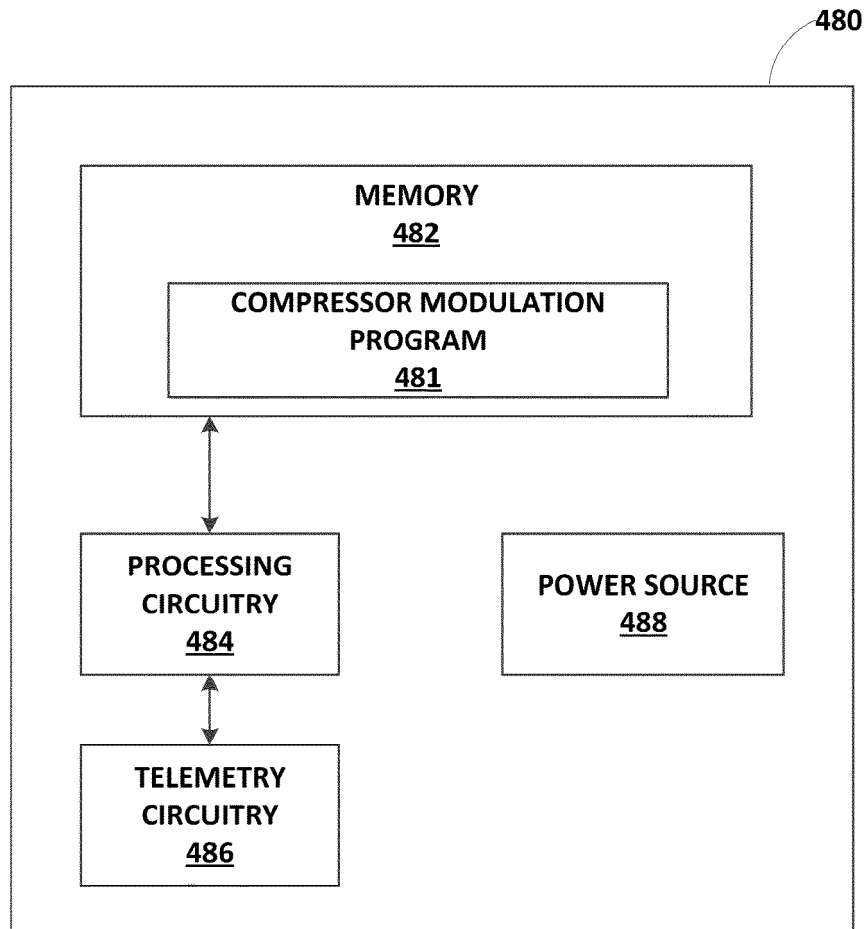 480
MEMORY
482
COMPRESSOR MODULATION
PROGRAM
481
PROCESSING
CIRCUITRY
484
POWER SOURCE
488
TELEMETRY
CIRCUITRY
486